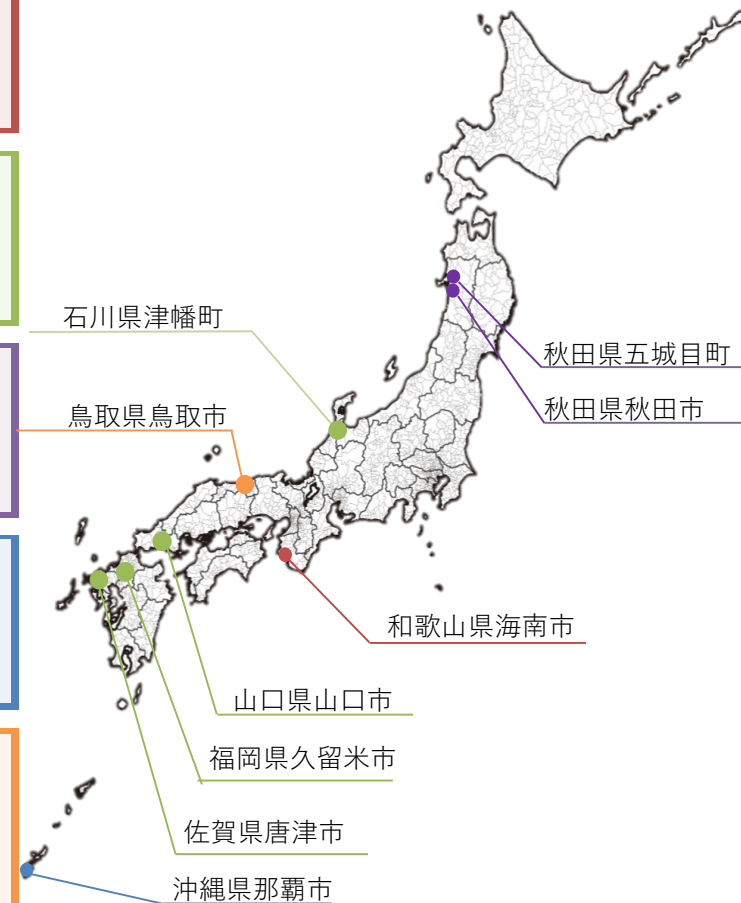 石川県津幡町
秋田県五城目町
秋田県秋田市
鳥取県鳥取市
和歌山県海南市
山口県山口市
福岡県久留米市
佐賀県唐津市
沖縄県那覇市